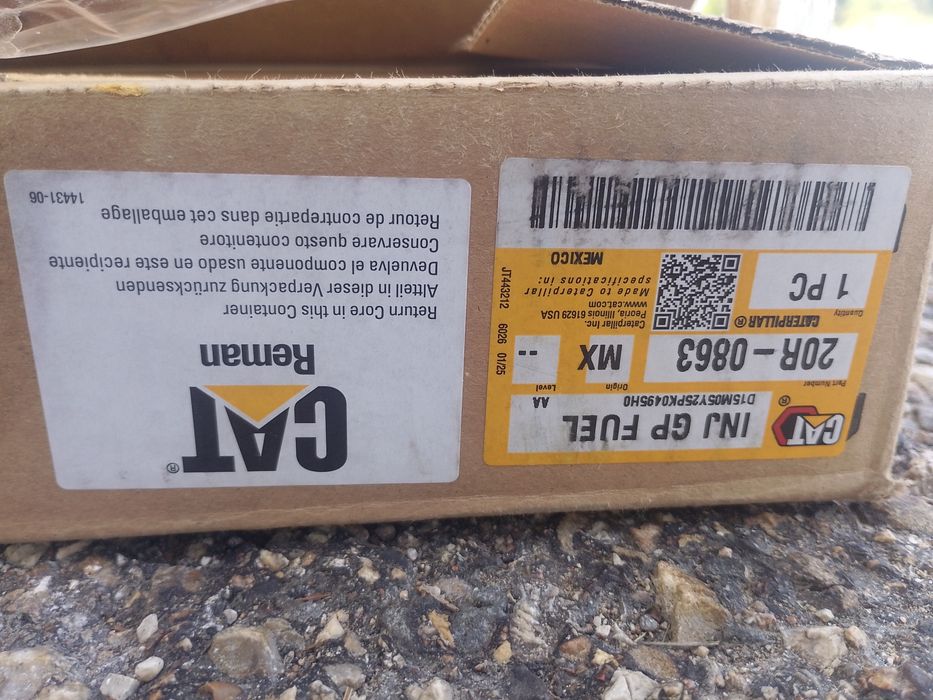 CAT®
INJ GP FUEL
D15M05Y25PK0495H0
AA
Part Number
20R-0863
Origin
MX
Level
--
Quantity
1 PC
CATERPILLAR®
Caterpillar Inc.
Peoria, Illinois 61629 USA
www.cat.com
Made to Caterpillar
specifications in:
MEXICO
JT443212 6026 01/25
CAT®
Reman
Return Core in this Container
Altteil in dieser Verpackung zurücksenden
Devuelva el componente usado en este recipiente
Conservare questo contenitore
Retour de contrepartie dans cet emballage
14431-06